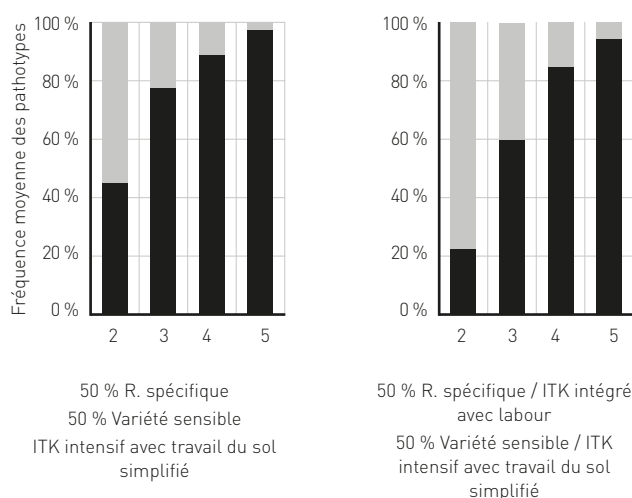 Fréquence moyenne des pathotypes
100 %
80 %
60 %
40 %
20 %
0 %
2 3 4 5
50 % R. spécifique
50 % Variété sensible
ITK intensif avec travail du sol
simplifié
100 %
80 %
60 %
40 %
20 %
0 %
2 3 4 5
50 % R. spécifique / ITK intégré
avec labour
50 % Variété sensible / ITK
intensif avec travail du sol
simplifié